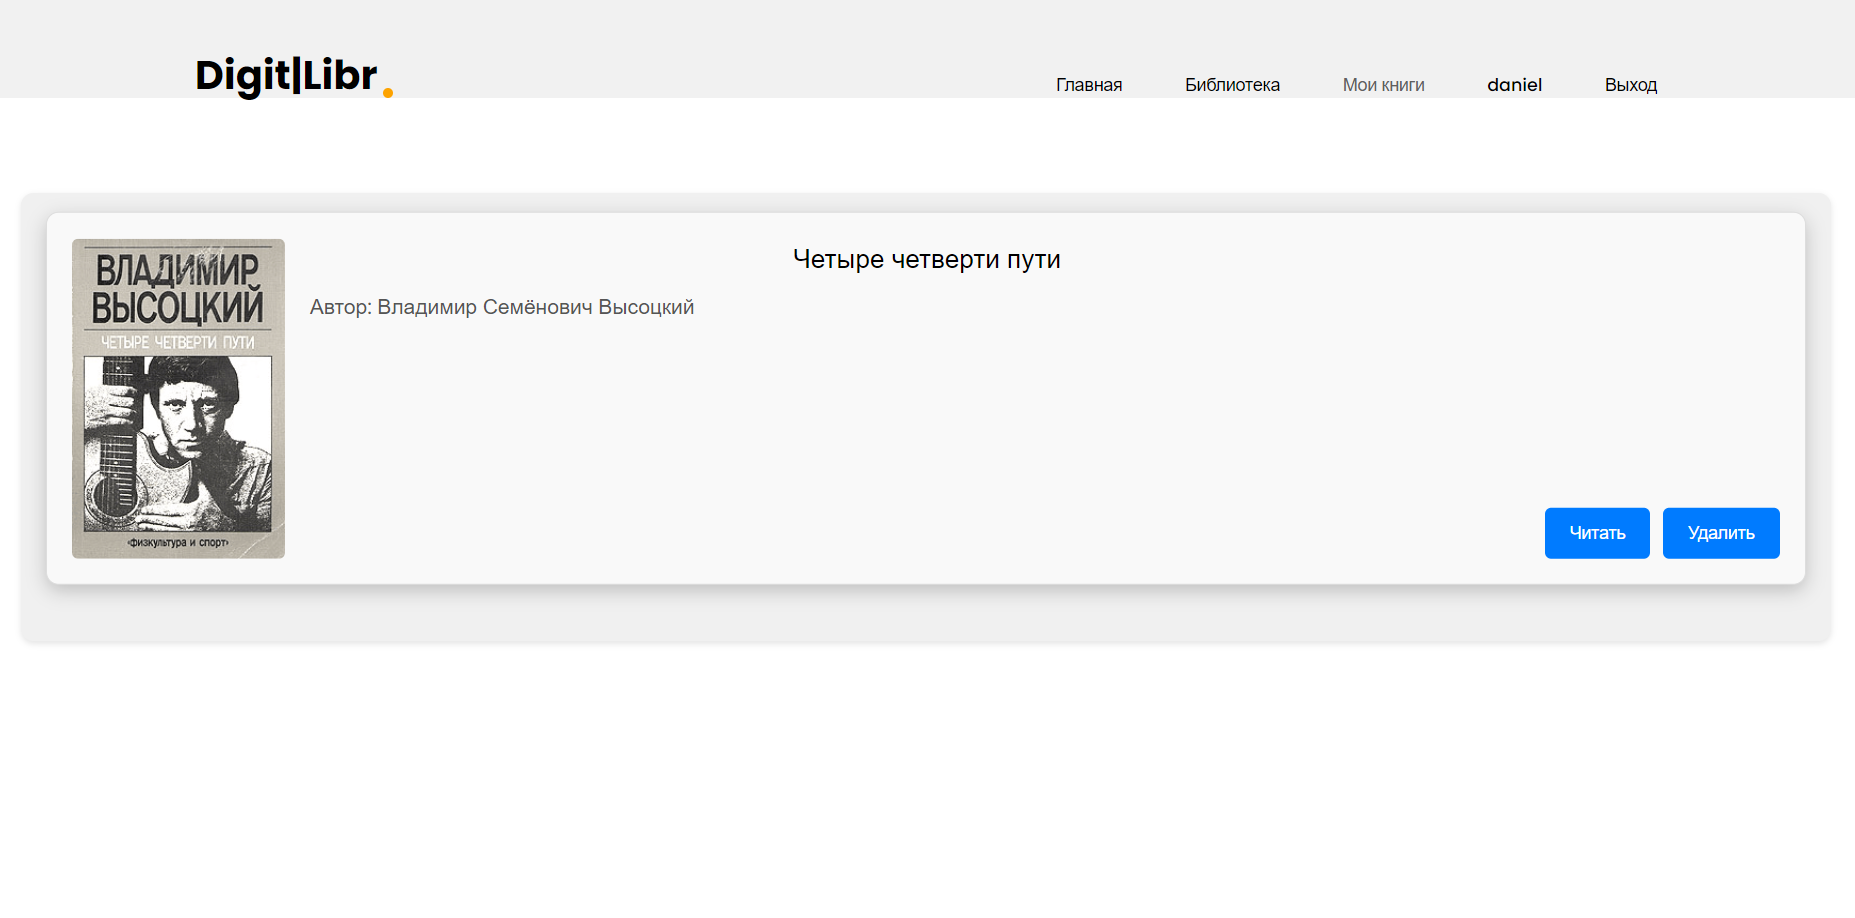 Digit|Libr.
Главная Библиотека Мои книги daniel Выход
ВЛАДИМИР
ВЫСОЦКИЙ
ЧЕТЫРЕ ЧЕТВЕРТИ ПУТИ
«физкультура и спорт»
Четыре четверти пути
Автор: Владимир Семёнович Высоцкий
Читать Удалить